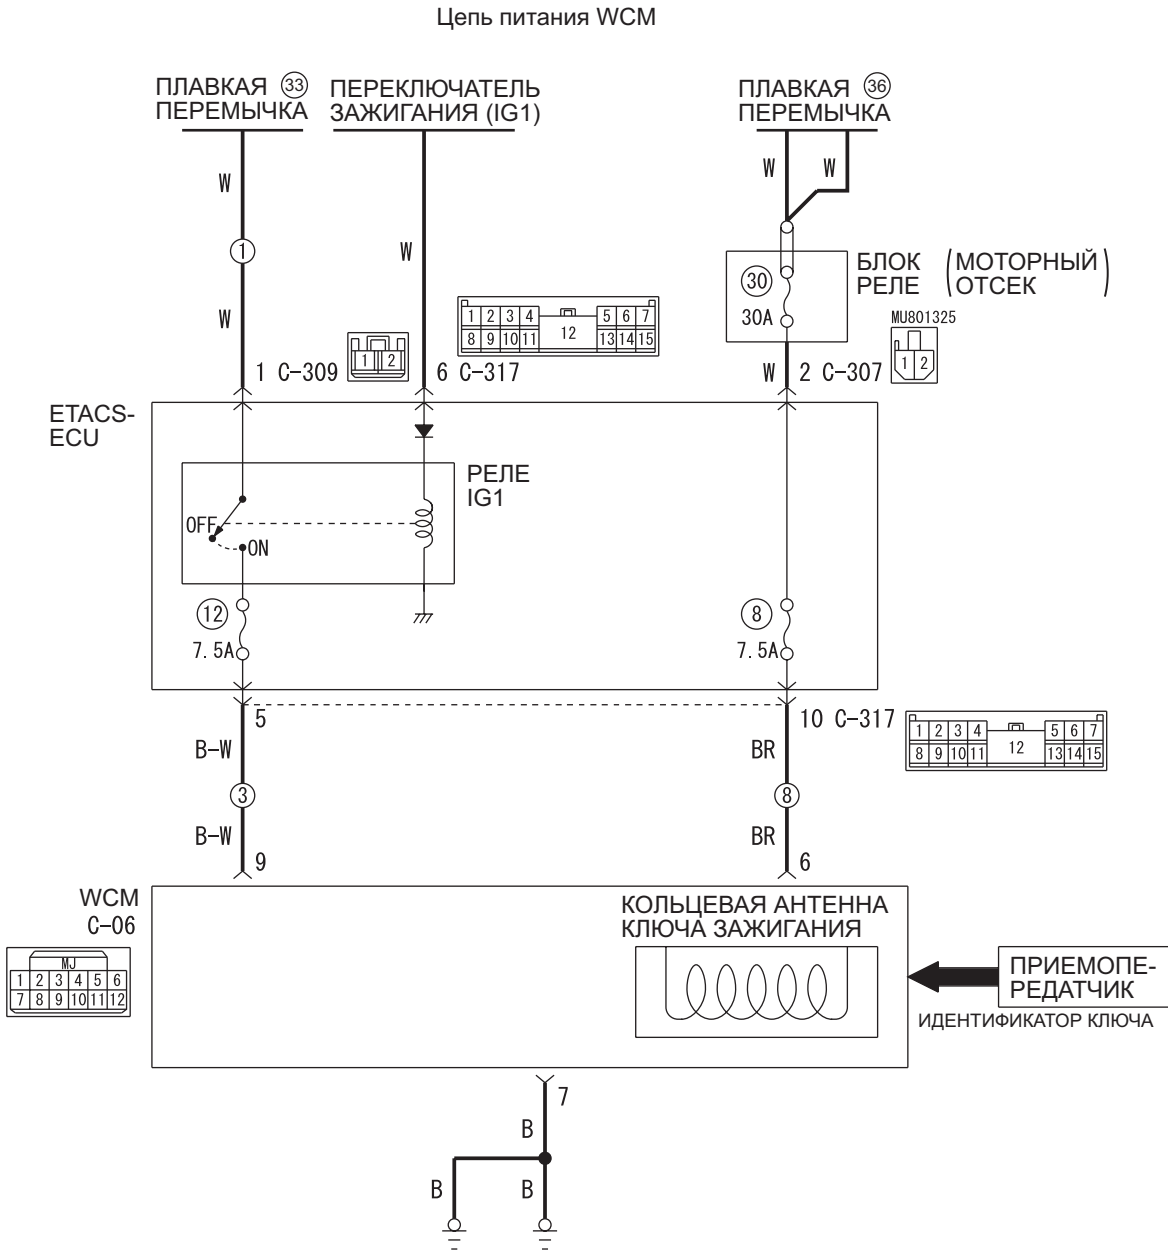 Цепь питания WCM
ПЛАВКАЯ 33
ПЕРЕМЫЧКА
ПЕРЕКЛЮЧАТЕЛЬ
ЗАЖИГАНИЯ (IG1)
ПЛАВКАЯ 36
ПЕРЕМЫЧКА
W
W
W
1
W
W
30
30A
БЛОК
РЕЛЕ
(МОТОРНЫЙ
ОТСЕК)
MU801325
1 2
1 2 3 4 5 6 7
8 9 10 11 12 13 14 15
1 2
1 C-309
6 C-317
W 2 C-307
ETACS-
ECU
РЕЛЕ
IG1
OFF
ON
12
7.5A
8
7.5A
5
10 C-317
1 2 3 4 5 6 7
8 9 10 11 12 13 14 15
B-W
BR
3
8
B-W
BR
9
6
WCM
C-06
MJ
1 2 3 4 5 6
7 8 9 10 11 12
КОЛЬЦЕВАЯ АНТЕННА
КЛЮЧА ЗАЖИГАНИЯ
ПРИЕМОПЕ-
РЕДАТЧИК
ИДЕНТИФИКАТОР КЛЮЧА
7
B
B
B